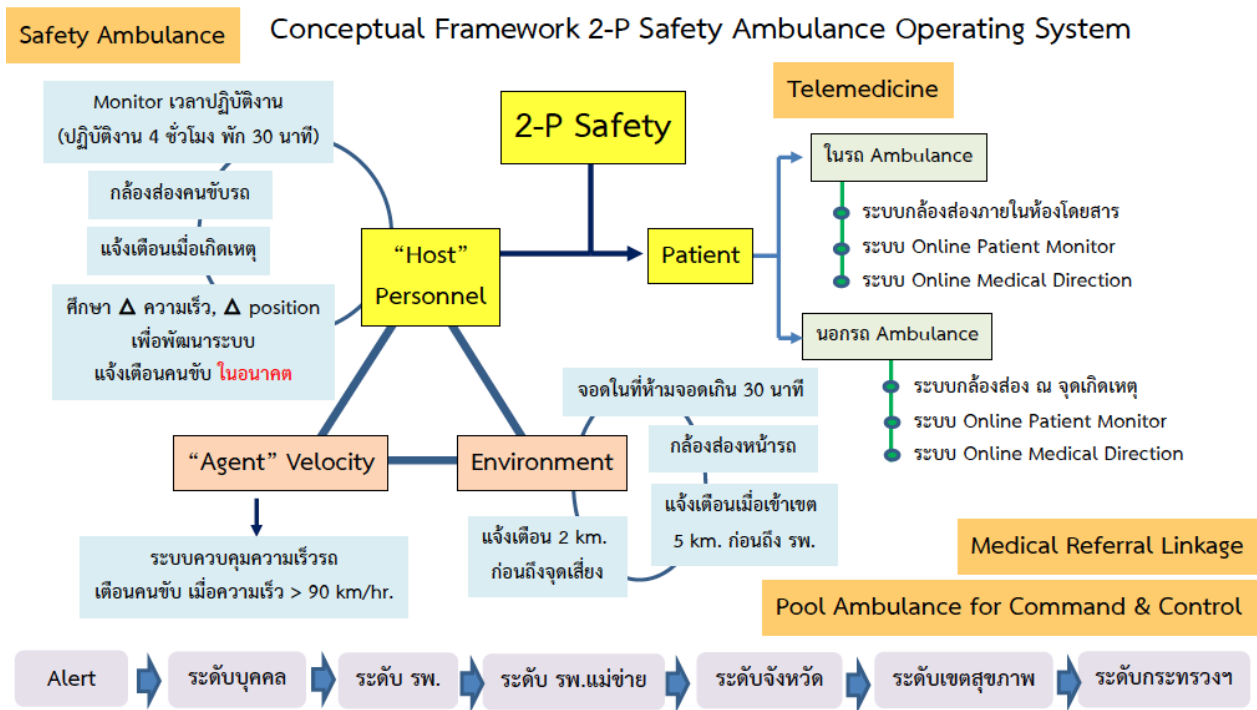 Safety Ambulance
Conceptual Framework 2-P Safety Ambulance Operating System
Monitor เวลาปฏิบัติงาน
(ปฏิบัติงาน 4 ชั่วโมง พัก 30 นาที)
กล้องส่องคนขับรถ
แจ้งเตือนเมื่อเกิดเหตุ
ศึกษา Δ ความเร็ว, Δ position
เพื่อพัฒนาระบบ
แจ้งเตือนคนขับ ในอนาคต
2-P Safety
"Host"
Personnel
Patient
Telemedicine
ในรถ Ambulance
ระบบกล้องส่องภายในห้องโดยสาร
ระบบ Online Patient Monitor
ระบบ Online Medical Direction
นอกรถ Ambulance
ระบบกล้องส่อง ณ จุดเกิดเหตุ
ระบบ Online Patient Monitor
ระบบ Online Medical Direction
"Agent" Velocity
Environment
จอดในที่ห้ามจอดเกิน 30 นาที
กล้องส่องหน้ารถ
แจ้งเตือนเมื่อเข้าเขต
5 km. ก่อนถึง รพ.
แจ้งเตือน 2 km.
ก่อนถึงจุดเสี่ยง
ระบบควบคุมความเร็วรถ
เตือนคนขับ เมื่อความเร็ว > 90 km/hr.
Medical Referral Linkage
Pool Ambulance for Command & Control
Alert
ระดับบุคคล
ระดับ รพ.
ระดับ รพ.แม่ข่าย
ระดับจังหวัด
ระดับเขตสุขภาพ
ระดับกระทรวงฯ